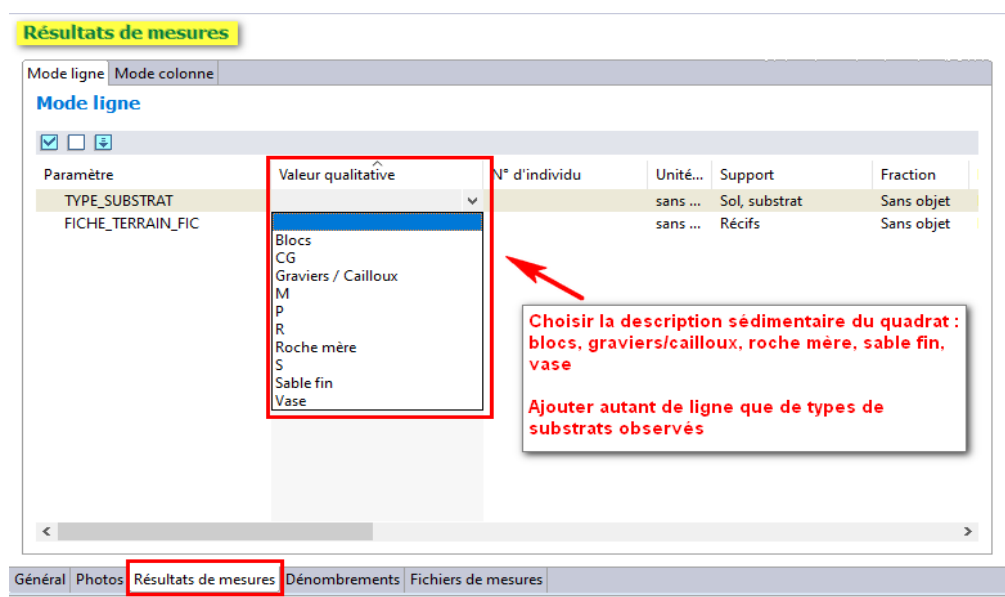 Résultats de mesures
Mode ligne Mode colonne
Mode ligne
Paramètre Valeur qualitative N° d'individu Unité... Support Fraction
TYPE_SUBSTRAT sans ... Sol, substrat Sans objet
FICHE_TERRAIN_FIC sans ... Récifs Sans objet
Blocs
CG
Graviers / Cailloux
M
P
R
Roche mère
S
Sable fin
Vase
Choisir la description sédimentaire du quadrat :
blocs, graviers/cailloux, roche mère, sable fin,
vase
Ajouter autant de ligne que de types de
substrats observés
Général Photos Résultats de mesures Dénombrements Fichiers de mesures